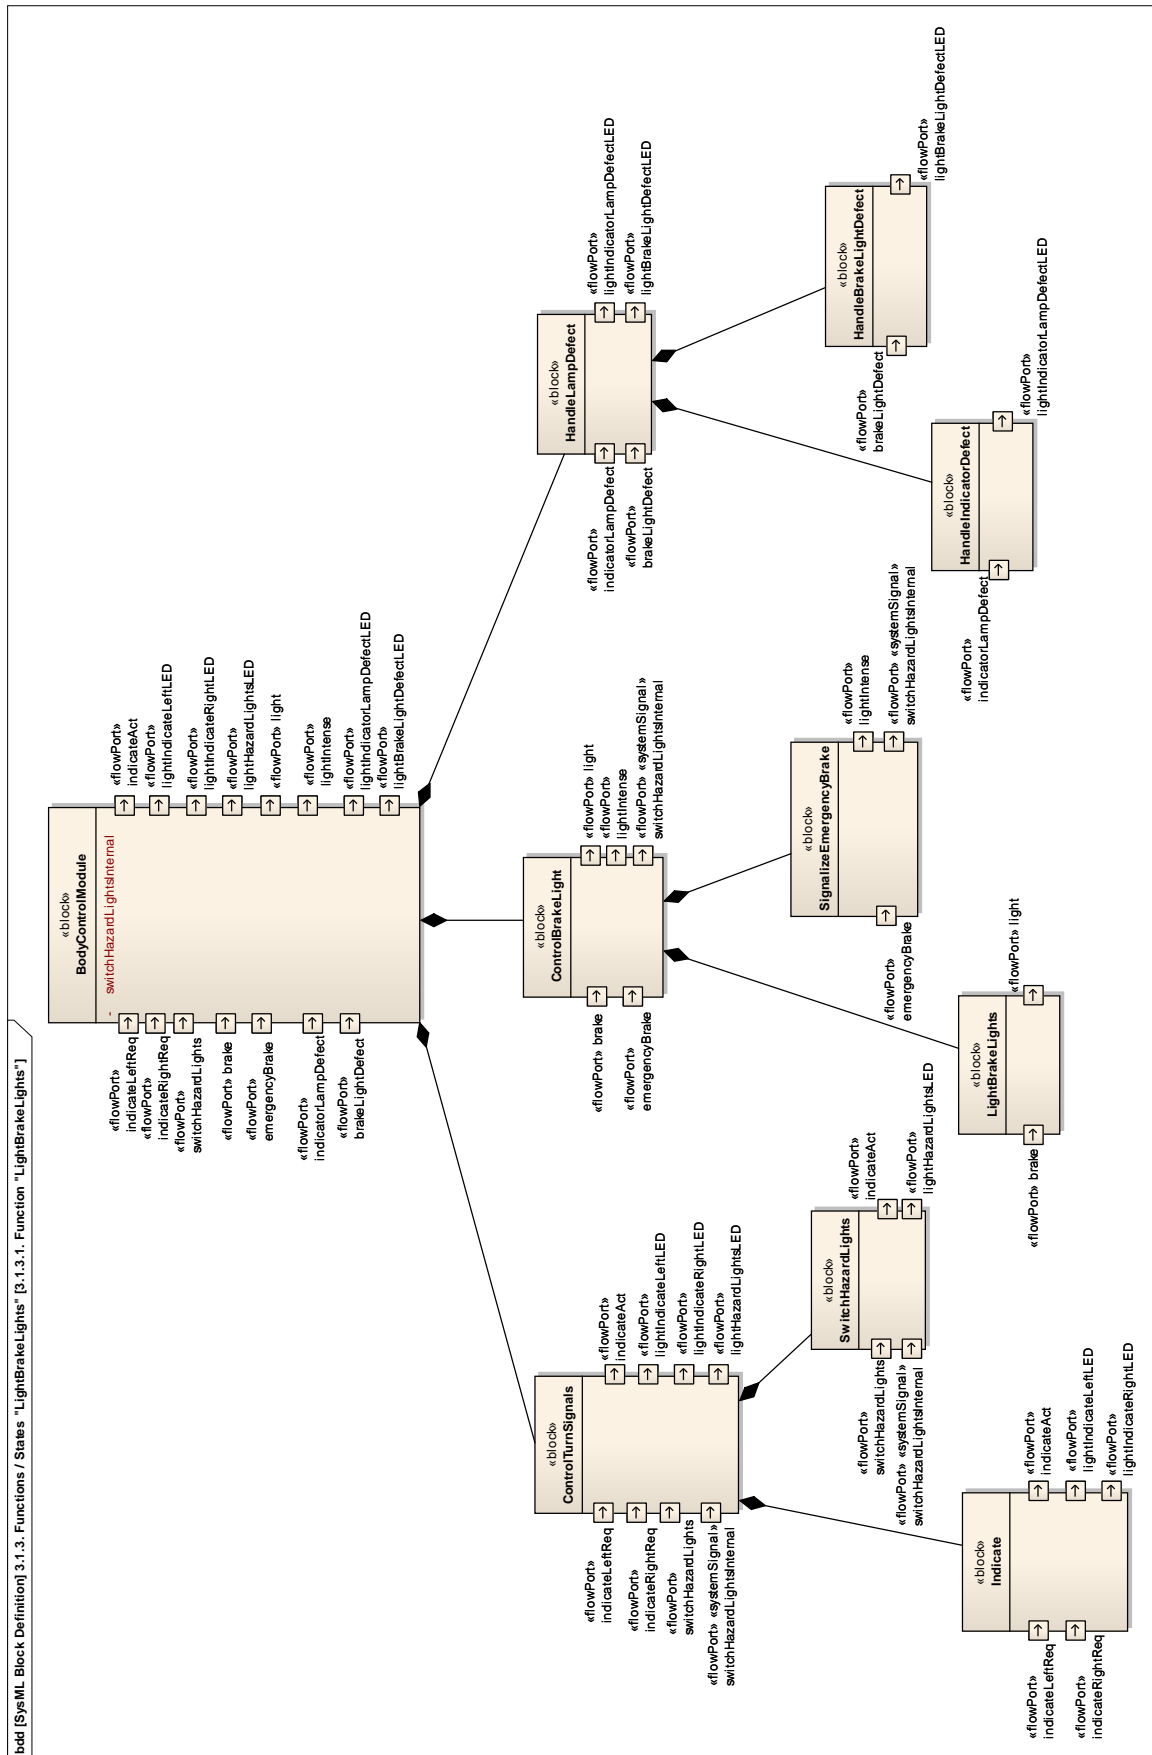 bdd [SysML Block Definition] 3.1.3. Functions / States "LightBrakeLights" [3.1.3.1. Function "LightBrakeLights"]
«block»
BodyControlModule
- switchHazardLightsInternal
«flowPort»
indicateLeftReq
«flowPort»
indicateRightReq
«flowPort»
switchHazardLights
«flowPort» brake
«flowPort»
emergencyBrake
«flowPort»
indicatorLampDefect
«flowPort»
brakeLightDefect
«flowPort»
indicateAct
«flowPort»
lightIndicateLeftLED
«flowPort»
lightIndicateRightLED
«flowPort»
lightHazardLightsLED
«flowPort» light
«flowPort»
lightIntense
«flowPort»
lightIndicatorLampDefectLED
«flowPort»
lightBrakeLightDefectLED
«block»
ControlTurnSignals
«flowPort»
indicateLeftReq
«flowPort»
indicateRightReq
«flowPort»
switchHazardLights
«flowPort» «systemSignal»
switchHazardLightsInternal
«flowPort»
indicateAct
«flowPort»
lightIndicateLeftLED
«flowPort»
lightIndicateRightLED
«flowPort»
lightHazardLightsLED
«block»
ControlBrakeLight
«flowPort» brake
«flowPort»
emergencyBrake
«flowPort» light
«flowPort»
lightIntense
«flowPort» «systemSignal»
switchHazardLightsInternal
«block»
HandleLampDefect
«flowPort»
indicatorLampDefect
«flowPort»
brakeLightDefect
«flowPort»
lightIndicatorLampDefectLED
«flowPort»
lightBrakeLightDefectLED
«block»
Indicate
«flowPort»
indicateLeftReq
«flowPort»
indicateRightReq
«flowPort»
indicateAct
«flowPort»
lightIndicateLeftLED
«flowPort»
lightIndicateRightLED
«block»
SwitchHazardLights
«flowPort»
switchHazardLights
«flowPort» «systemSignal»
switchHazardLightsInternal
«flowPort»
indicateAct
«flowPort»
lightHazardLightsLED
«block»
LightBrakeLights
«flowPort» brake
«flowPort» light
«block»
SignalizeEmergencyBrake
«flowPort»
emergencyBrake
«flowPort»
lightIntense
«flowPort» «systemSignal»
switchHazardLightsInternal
«block»
HandleIndicatorDefect
«flowPort»
indicatorLampDefect
«flowPort»
lightIndicatorLampDefectLED
«block»
HandleBrakeLightDefect
«flowPort»
brakeLightDefect
«flowPort»
lightBrakeLightDefectLED